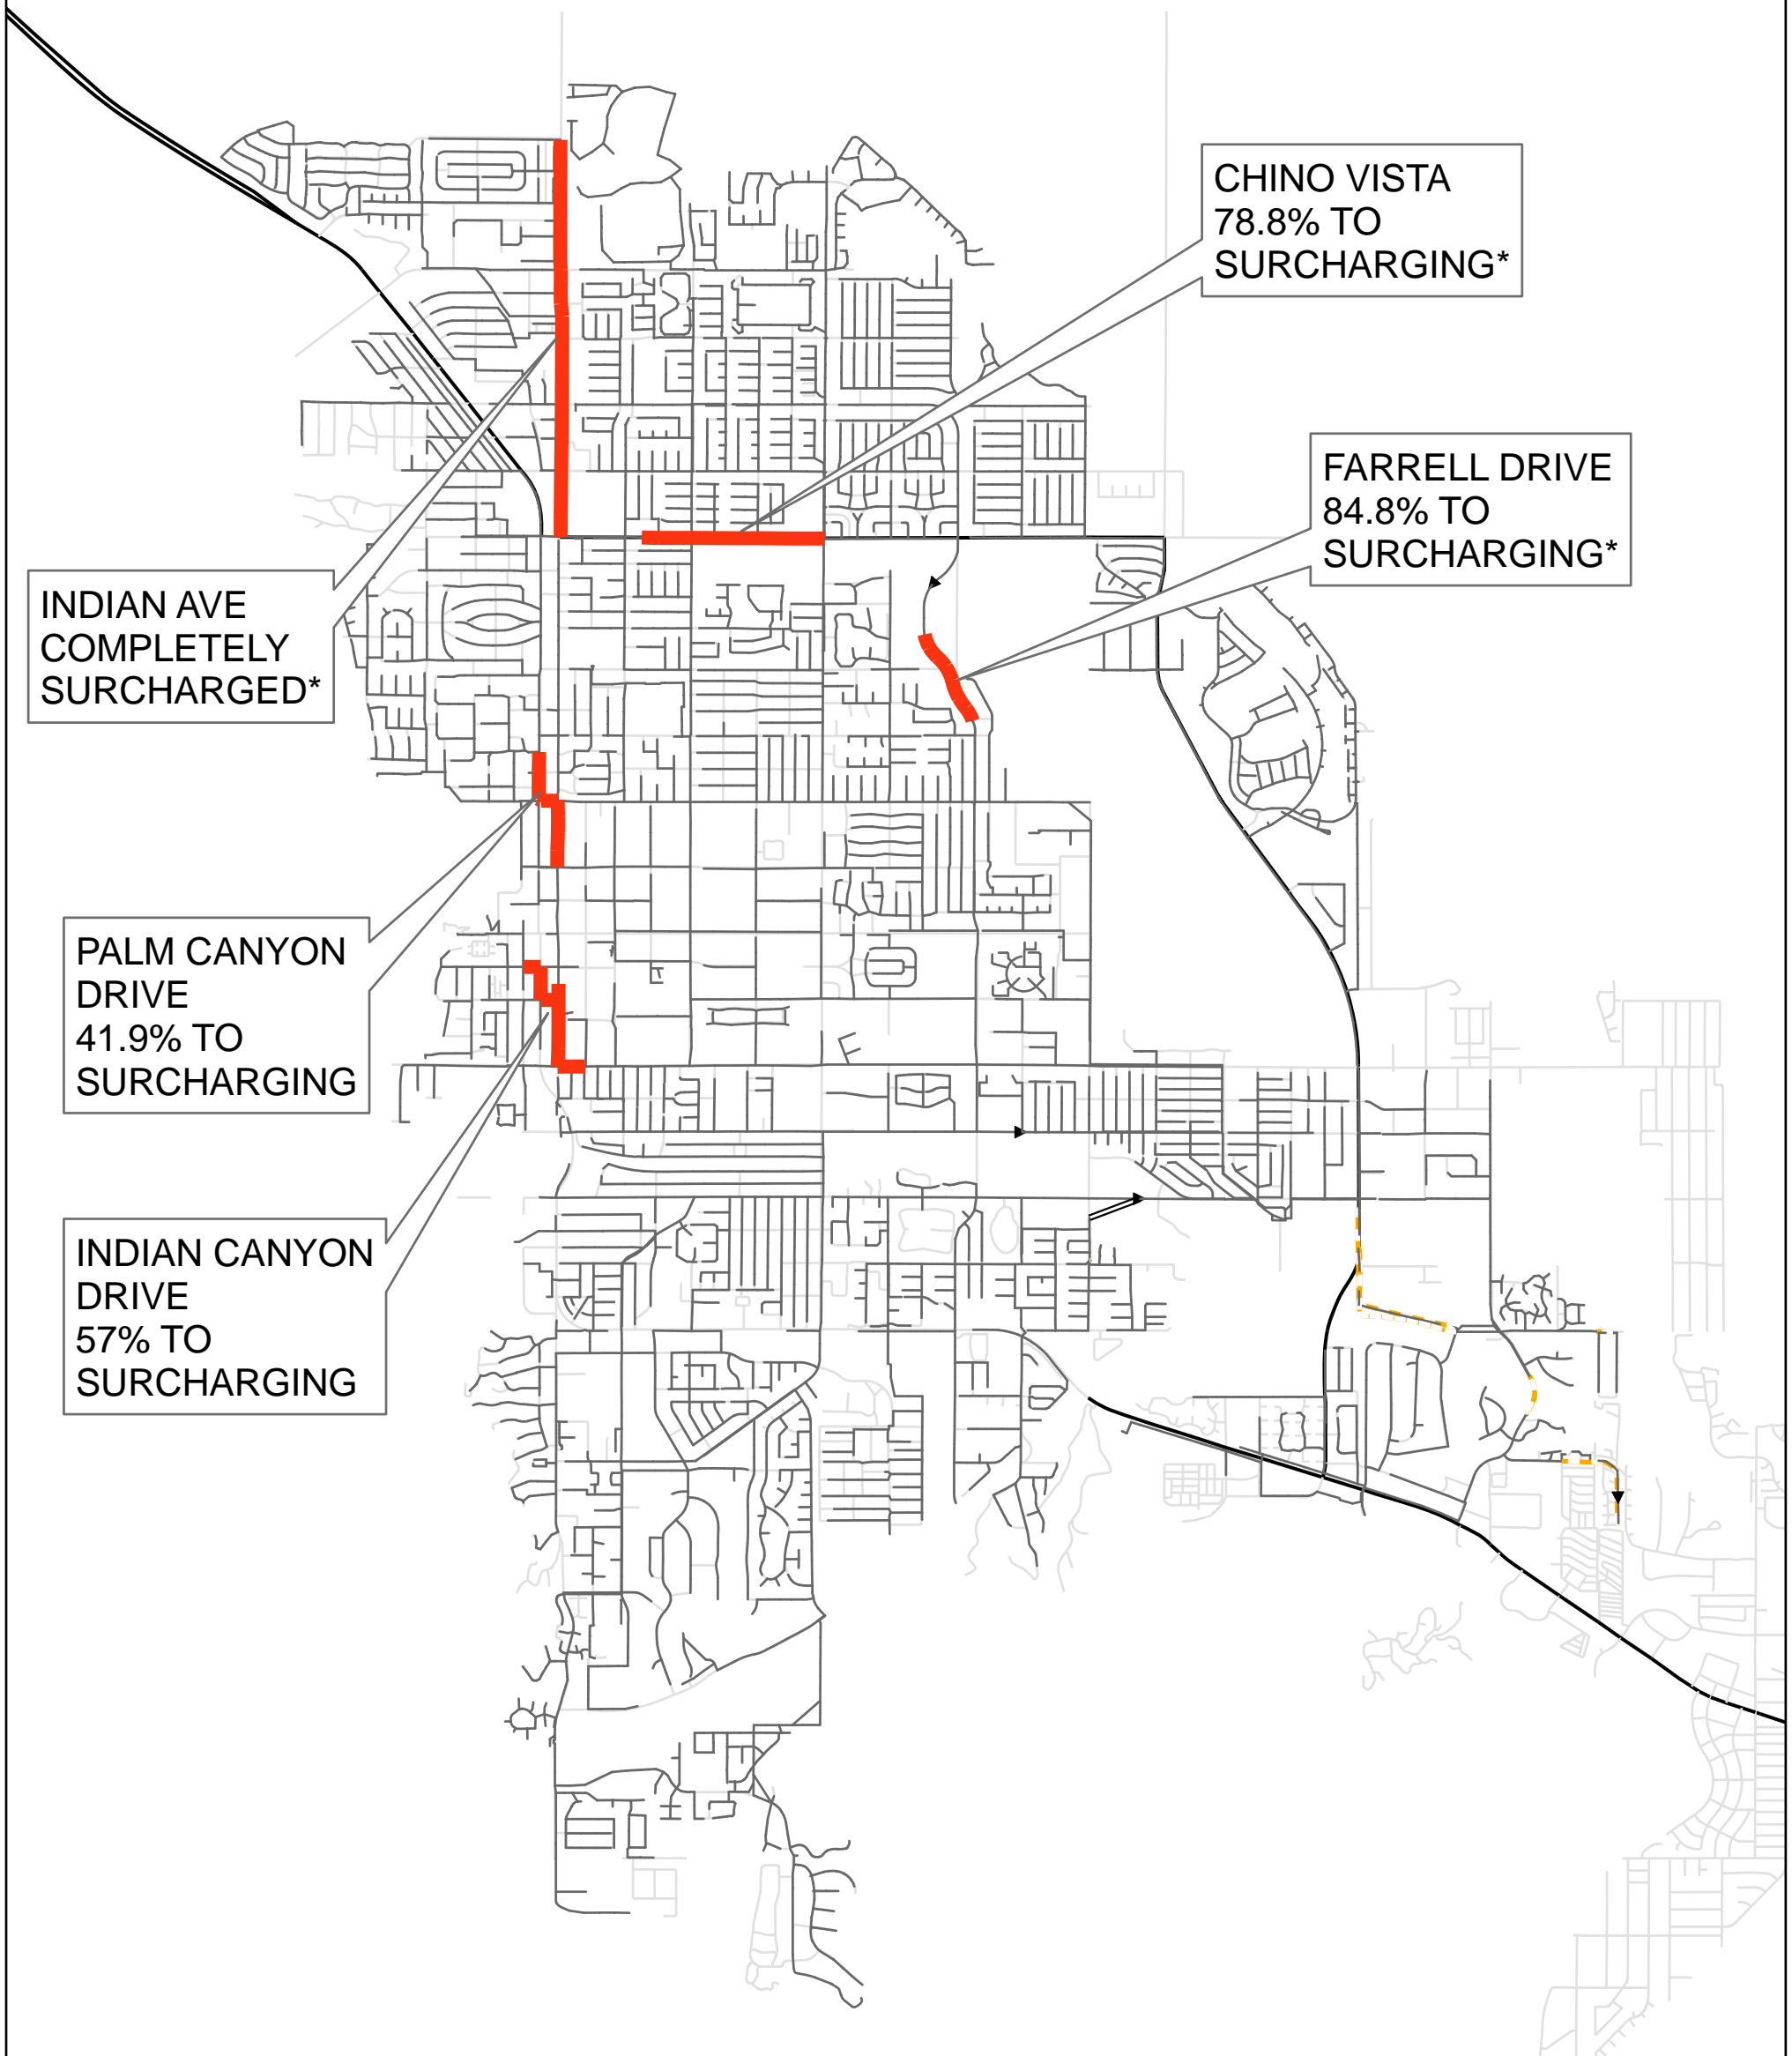 CHINO VISTA
78.8% TO
SURCHARGING*
FARRELL DRIVE
84.8% TO
SURCHARGING*
INDIAN AVE
COMPLETELY
SURCHARGED*
PALM CANYON
DRIVE
41.9% TO
SURCHARGING
INDIAN CANYON
DRIVE
57% TO
SURCHARGING